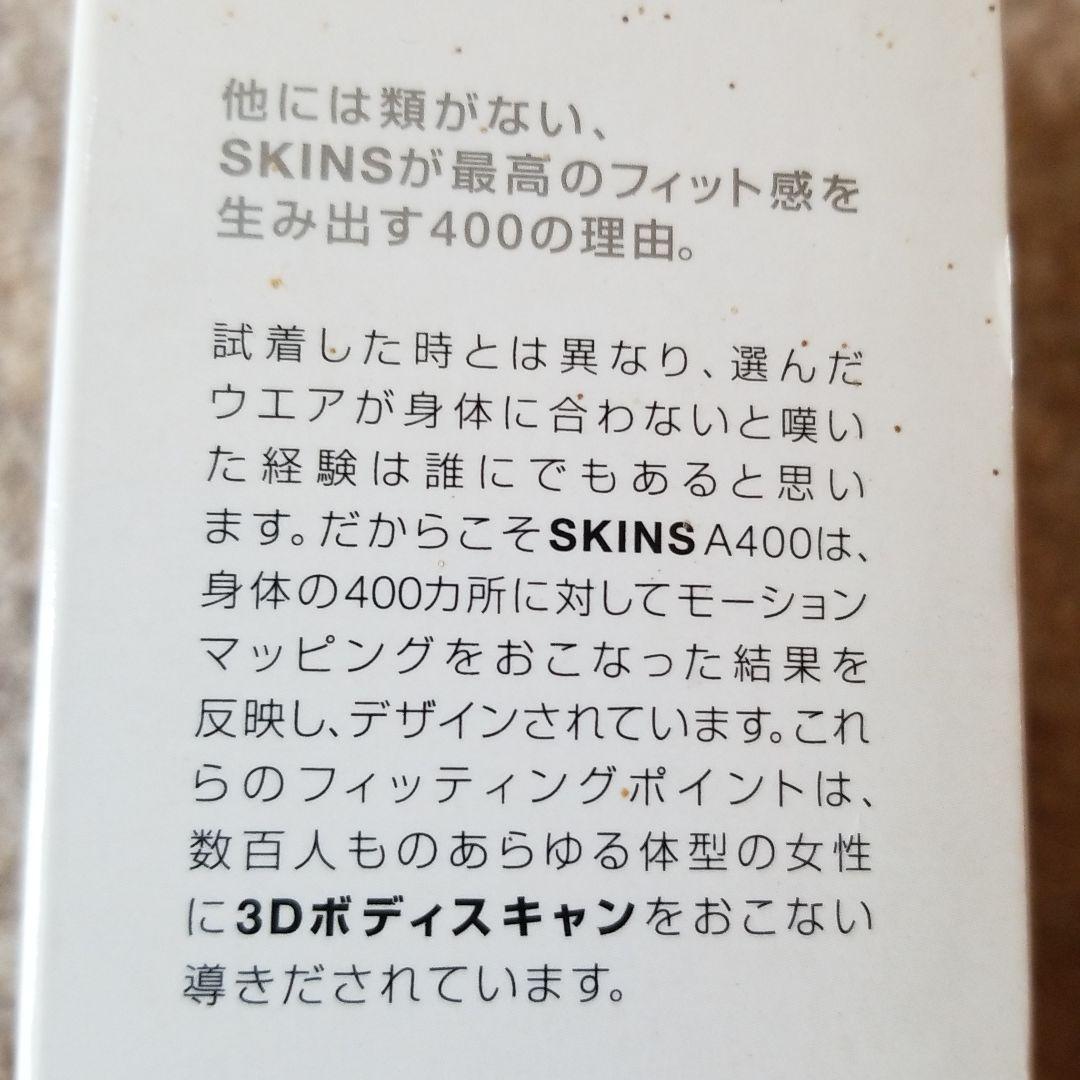 他には類がない、
SKINSが最高のフィット感を
生み出す400の理由。
試着した時とは異なり、選んだ
ウエアが身体に合わないと嘆い
た経験は誰にでもあると思い
ます。だからこそSKINS A400は、
身体の400カ所に対してモーション
マッピングをおこなった結果を
反映し、デザインされています。これ
らのフィッティングポイントは、
数百人ものあらゆる体型の女性
に3Dボディスキャンをおこない
導きだされています。